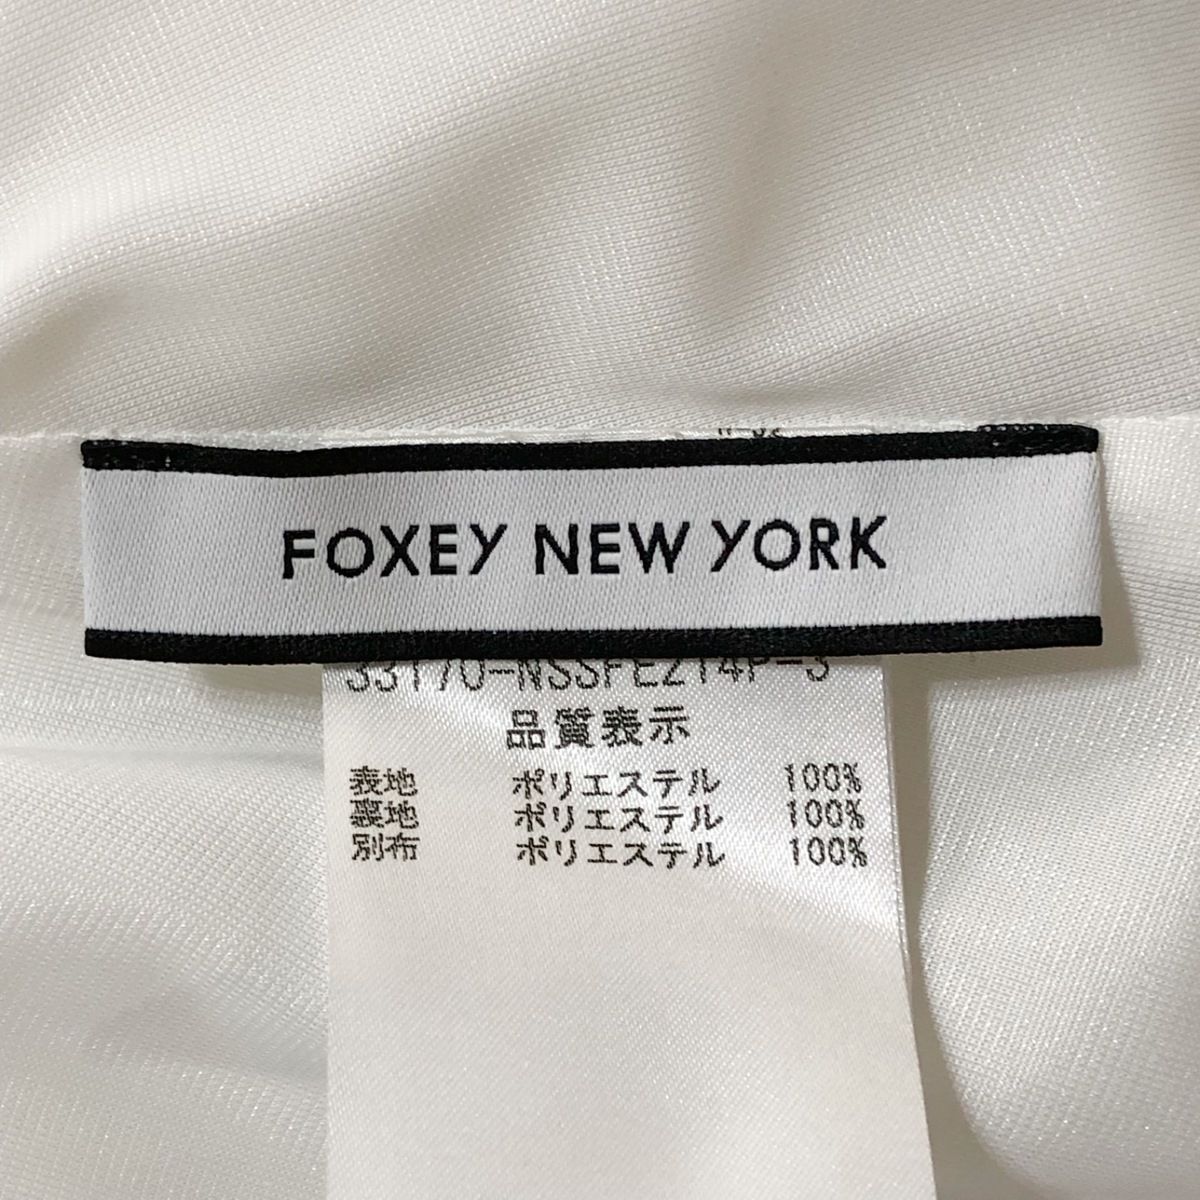 FOXEY NEW YORK
33170-NSSFEZ14P-3
品質表示
表地 ポリエステル 100%
裏地 ポリエステル 100%
別布 ポリエステル 100%